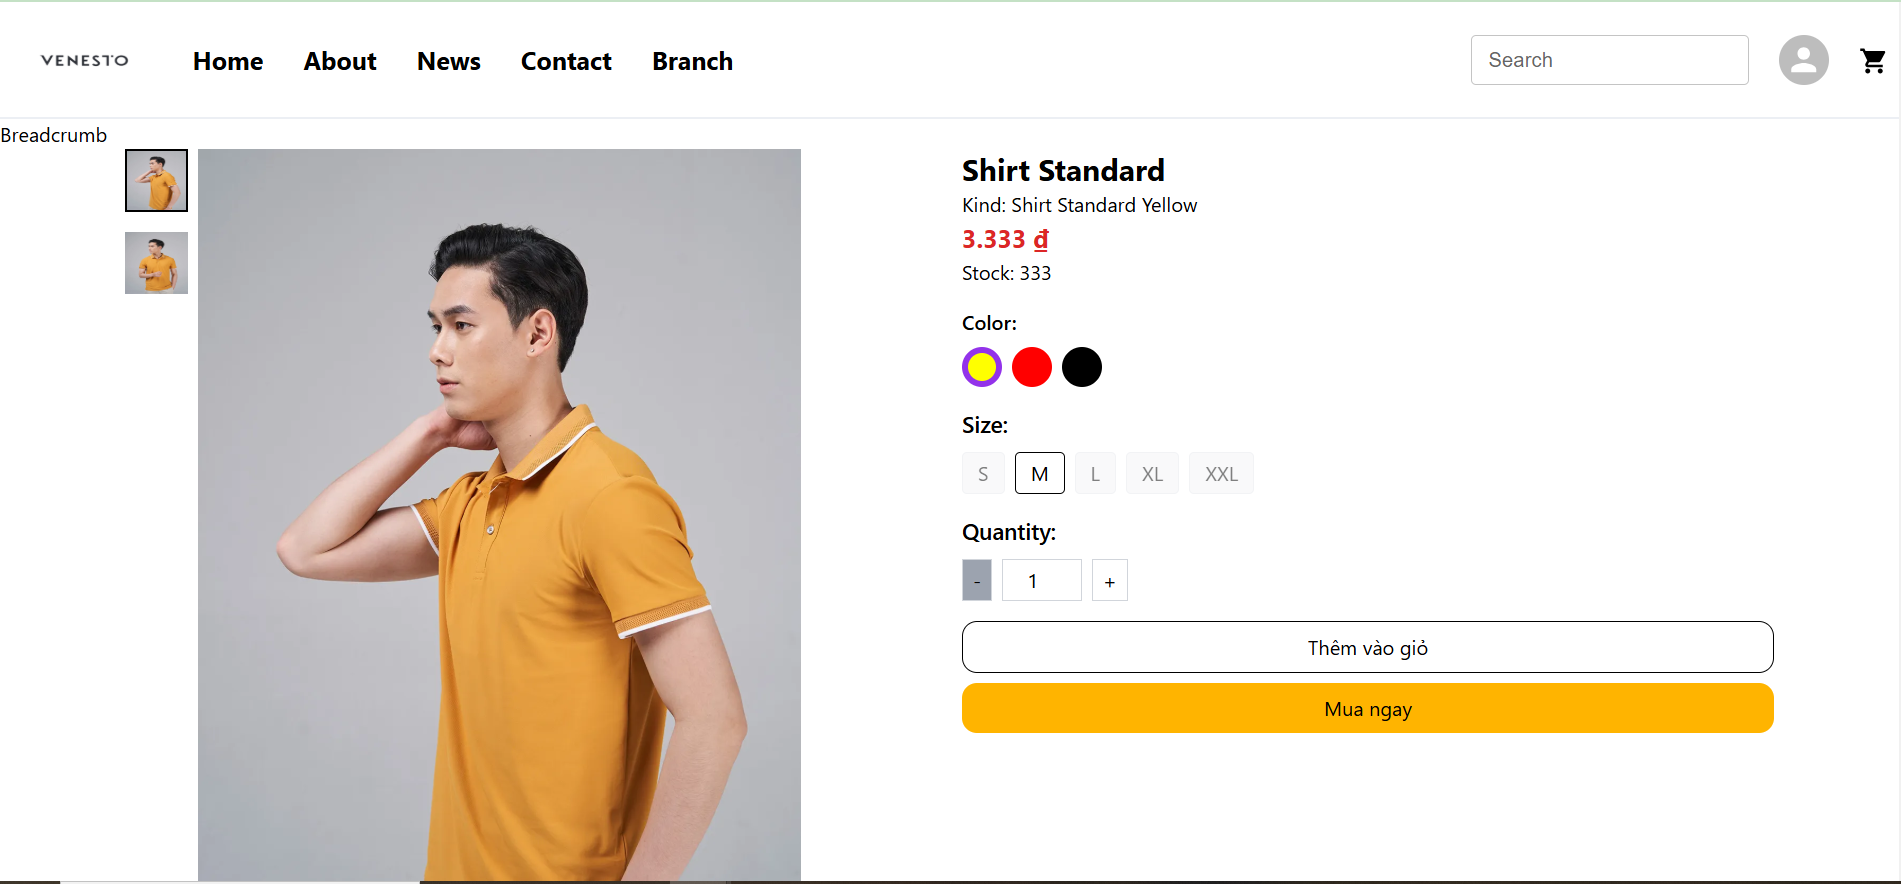 VENESTO Home About News Contact Branch Search
Breadcrumb
Shirt Standard
Kind: Shirt Standard Yellow
3.333 ₫
Stock: 333
Color:
Size:
S M L XL XXL
Quantity:
- 1 +
Thêm vào giỏ
Mua ngay